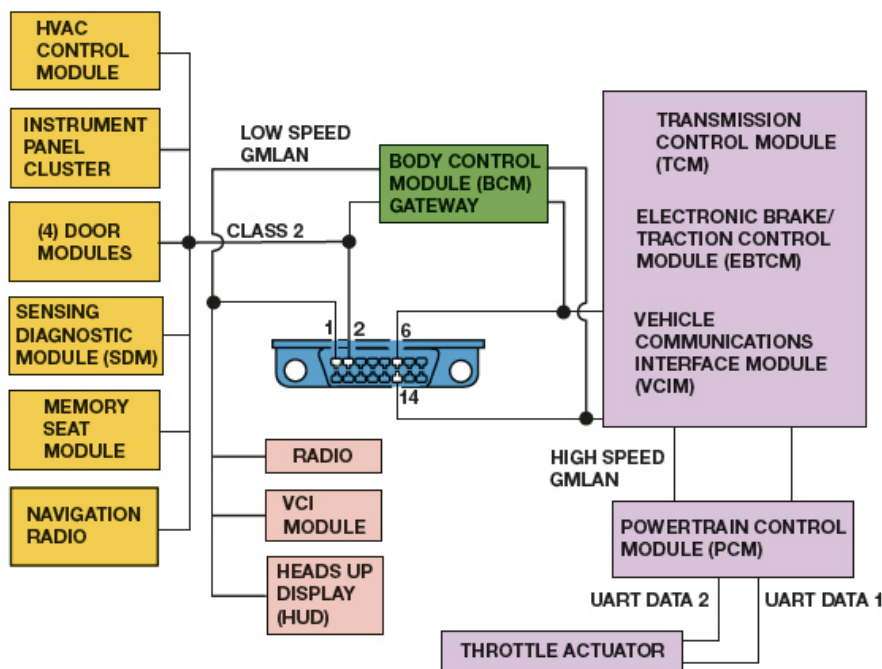 HVAC
CONTROL
MODULE
INSTRUMENT
PANEL
CLUSTER
(4) DOOR
MODULES
SENSING
DIAGNOSTIC
MODULE (SDM)
MEMORY
SEAT
MODULE
NAVIGATION
RADIO
LOW SPEED
GMLAN
CLASS 2
BODY CONTROL
MODULE (BCM)
GATEWAY
1 2 6
14
RADIO
VCI
MODULE
HEADS UP
DISPLAY
(HUD)
TRANSMISSION
CONTROL MODULE
(TCM)
ELECTRONIC BRAKE/
TRACTION CONTROL
MODULE (EBTCM)
VEHICLE
COMMUNICATIONS
INTERFACE MODULE
(VCIM)
HIGH SPEED
GMLAN
POWERTRAIN CONTROL
MODULE (PCM)
UART DATA 2 UART DATA 1
THROTTLE ACTUATOR